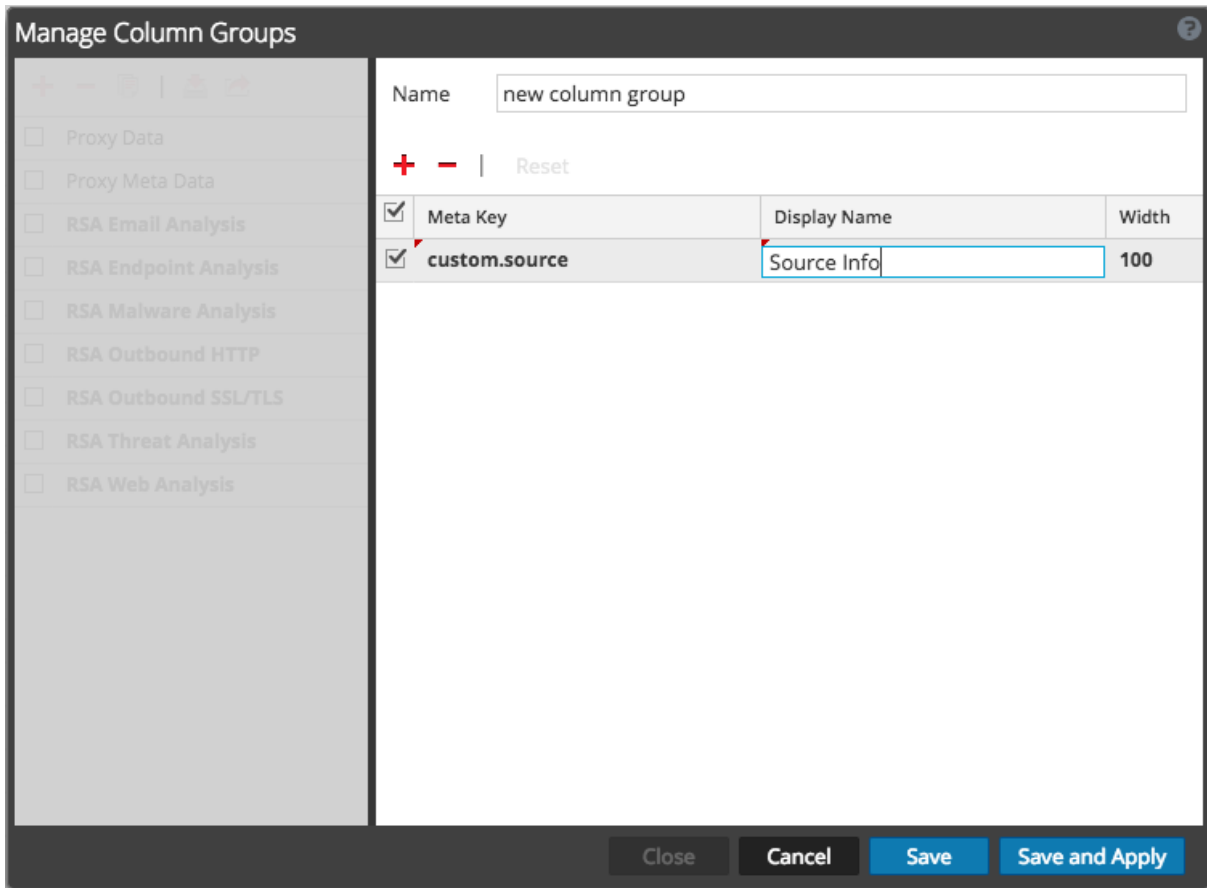 Manage Column Groups
Name new column group
Reset
Proxy Data
Proxy Meta Data
RSA Email Analysis
RSA Endpoint Analysis
RSA Malware Analysis
RSA Outbound HTTP
RSA Outbound SSL/TLS
RSA Threat Analysis
RSA Web Analysis
Meta Key Display Name Width
custom.source Source Info 100
Close Cancel Save Save and Apply